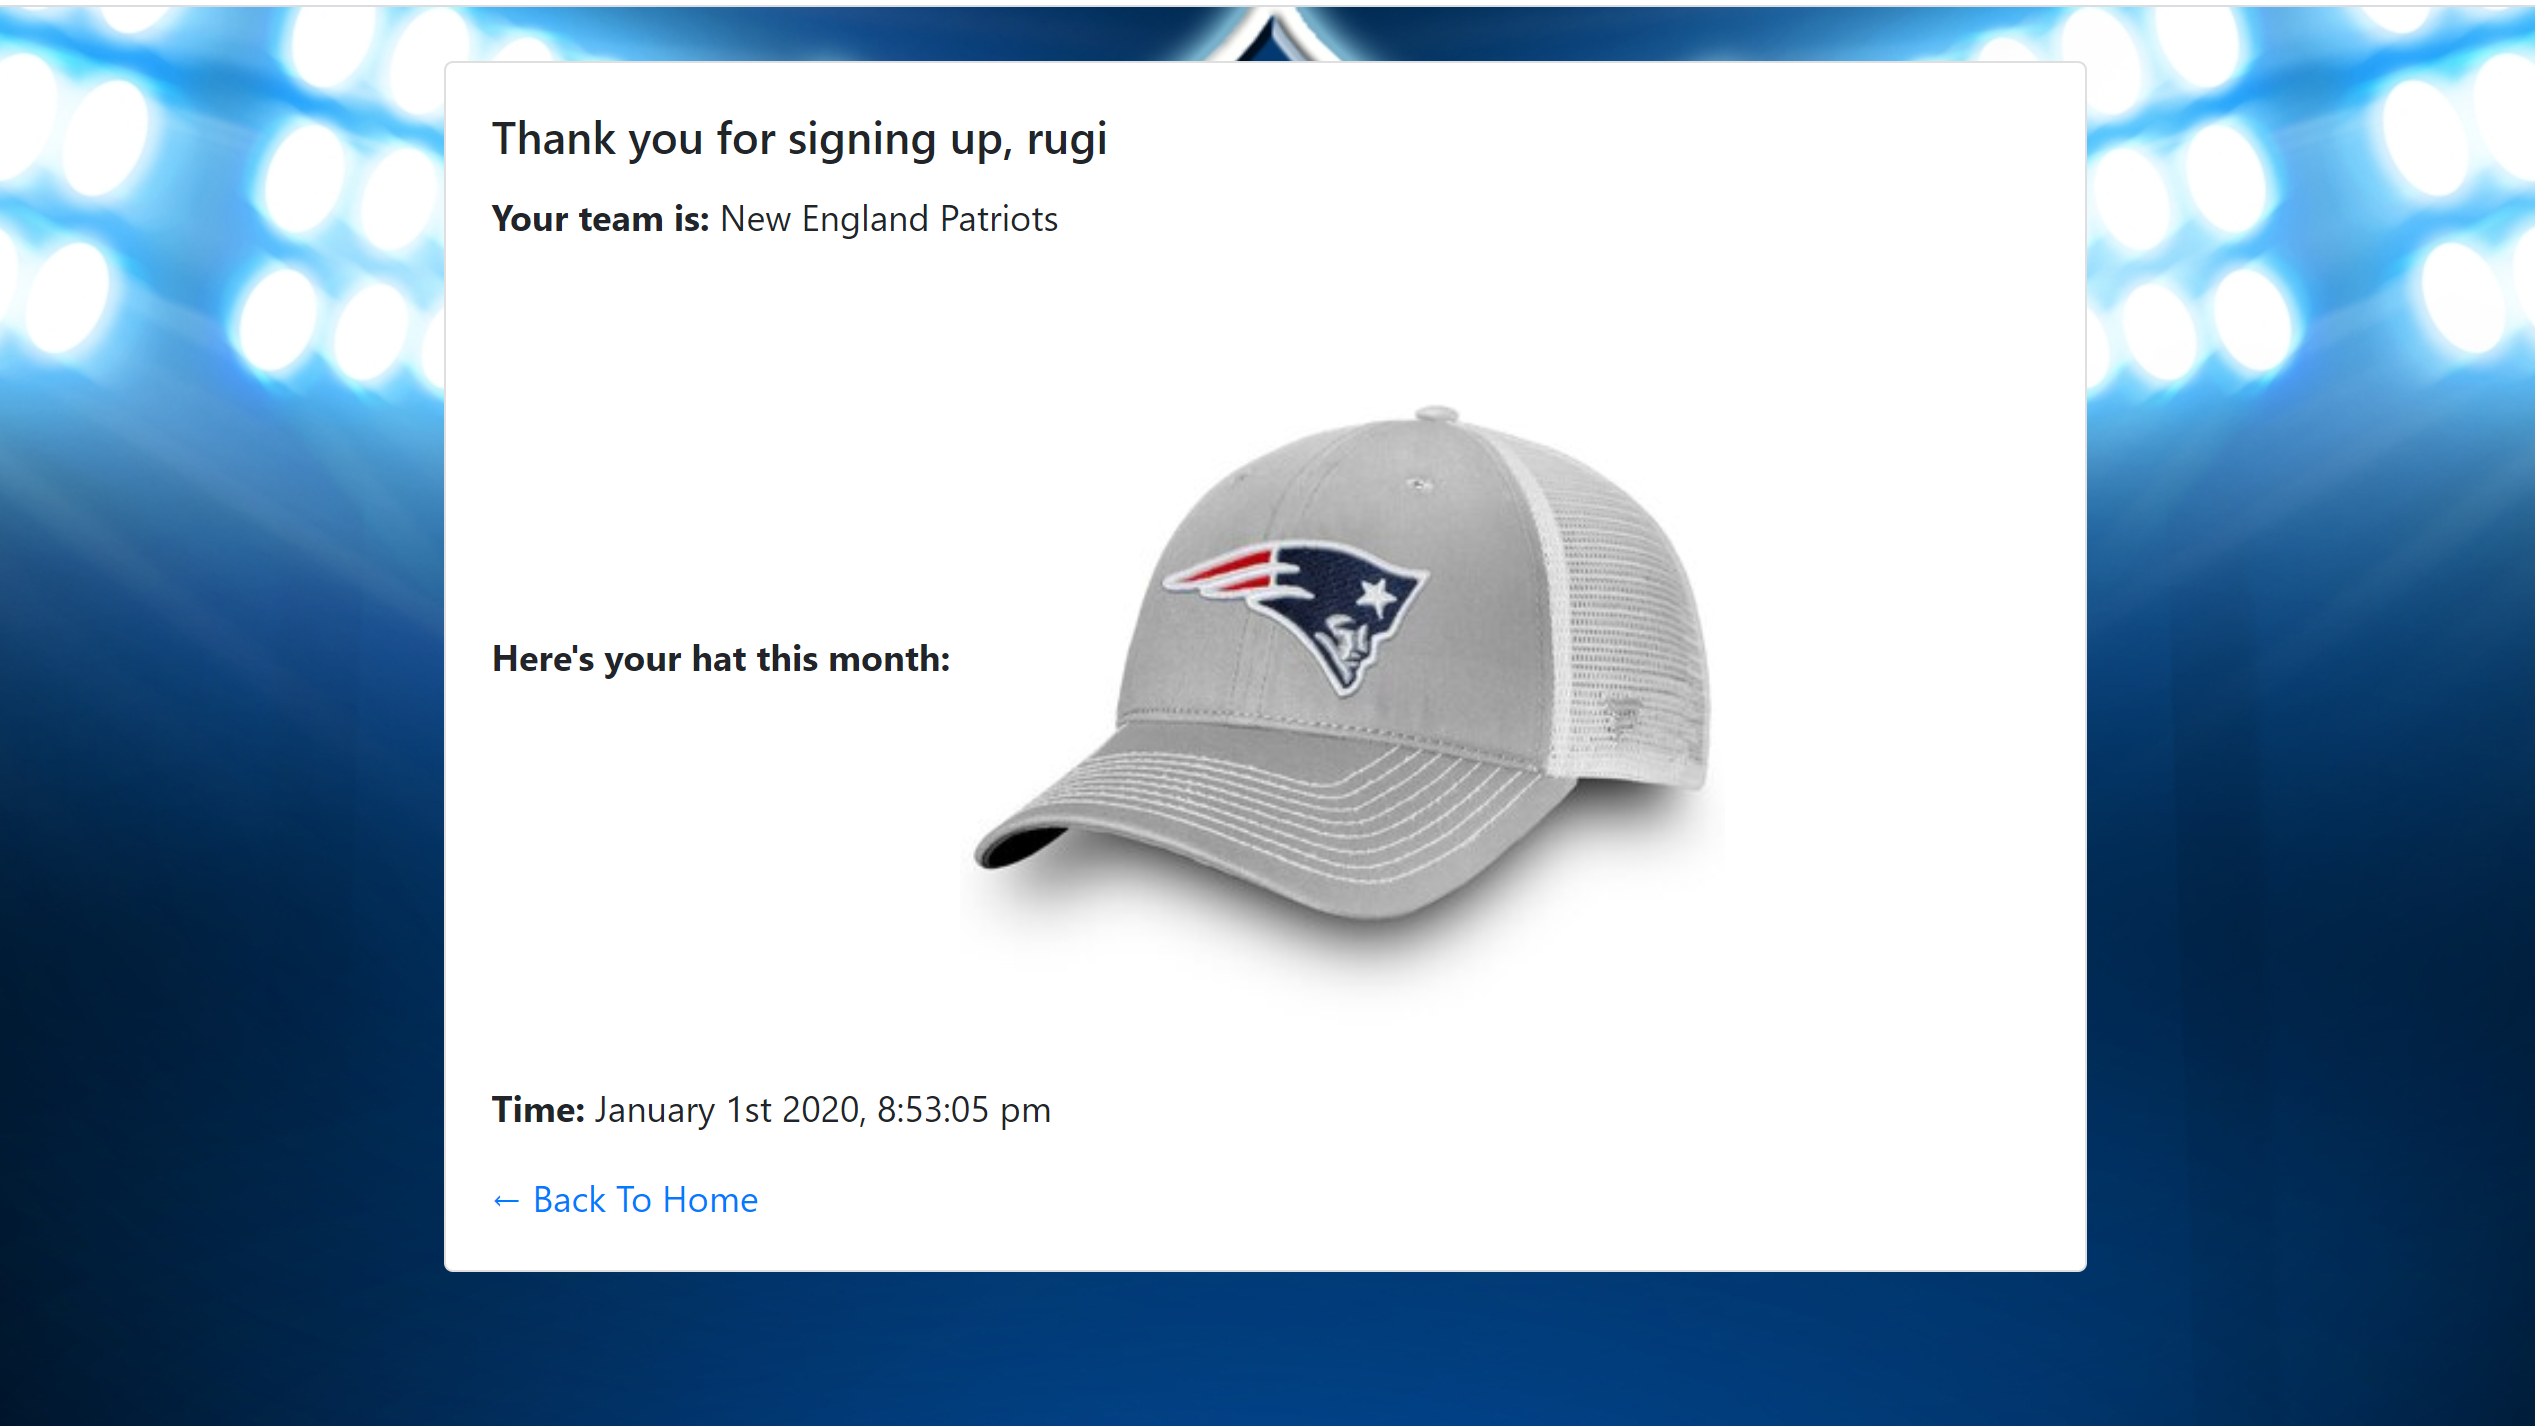 Thank you for signing up, rugi
Your team is: New England Patriots
Here's your hat this month:
Time: January 1st 2020, 8:53:05 pm
← Back To Home